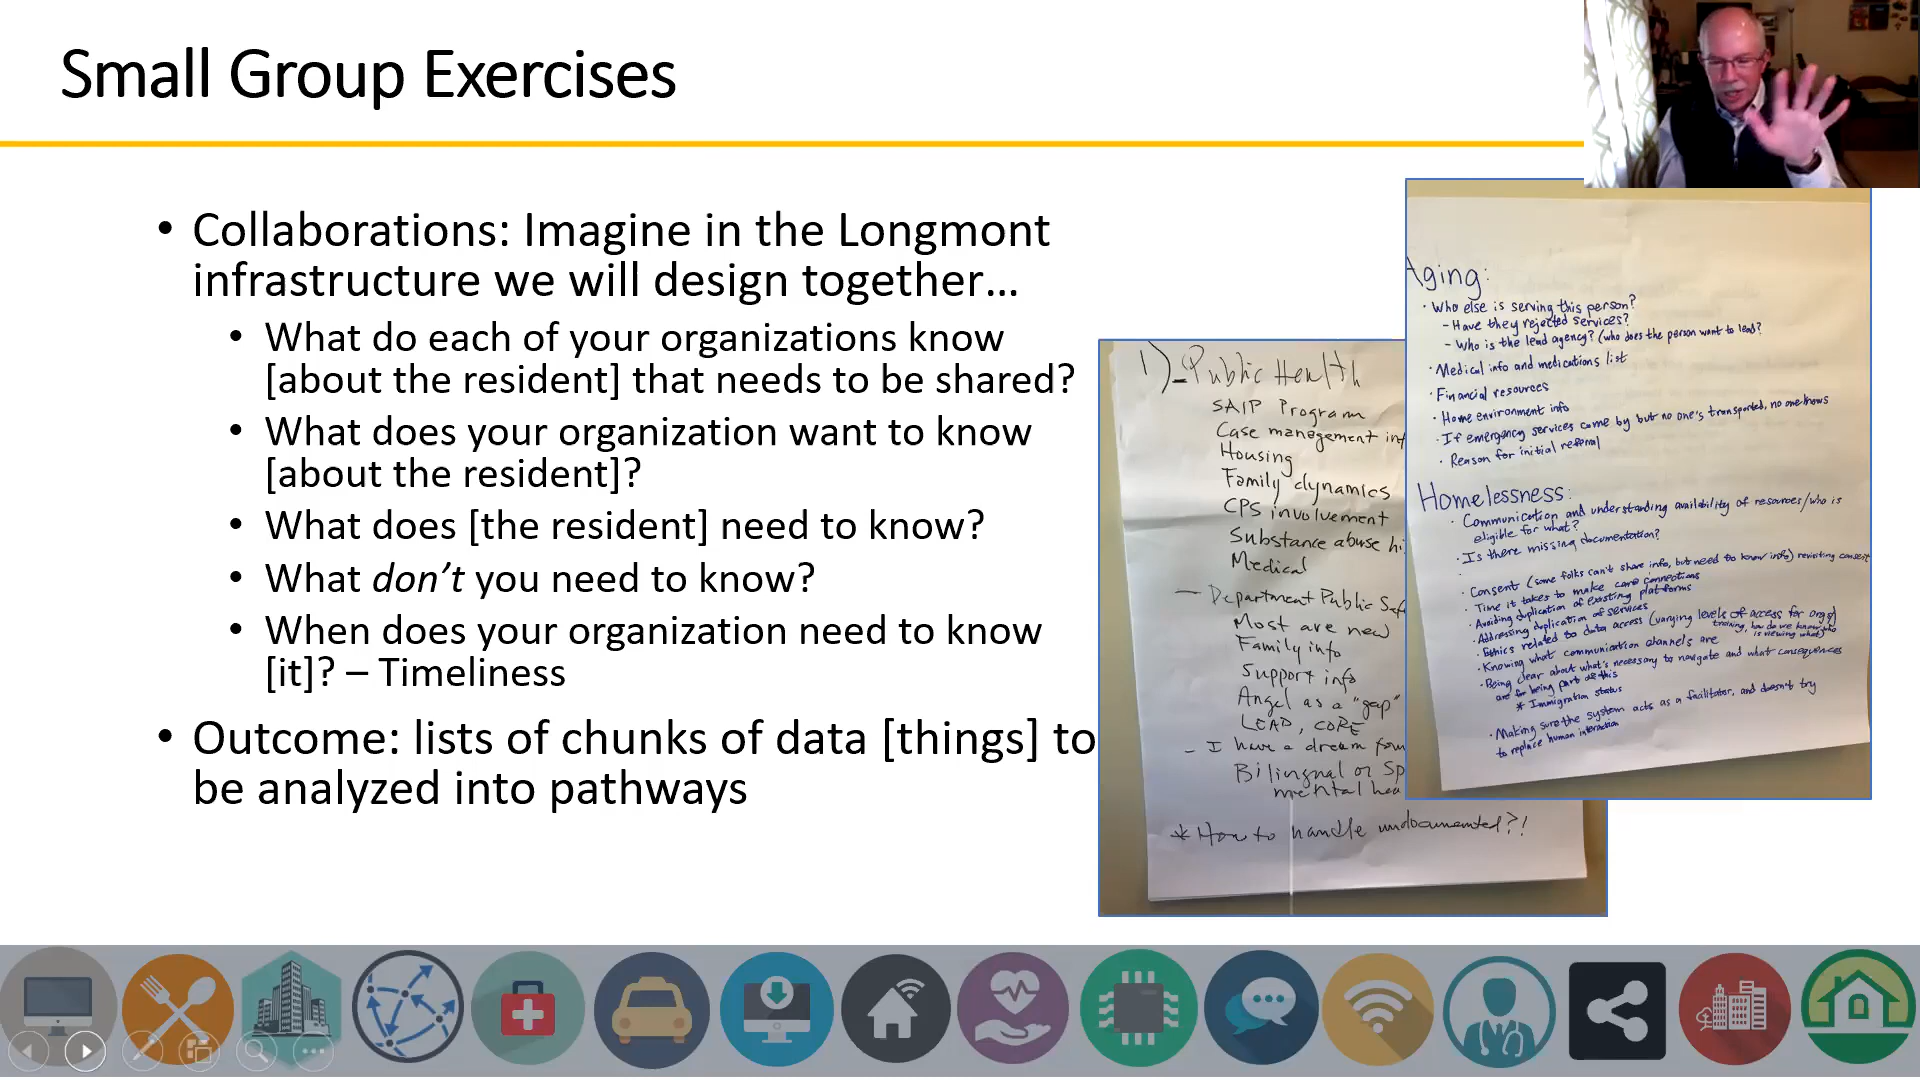 Small Group Exercises
• Collaborations: Imagine in the Longmont
infrastructure we will design together…
• What do each of your organizations know
[about the resident] that needs to be shared?
• What does your organization want to know
[about the resident]?
• What does [the resident] need to know?
• What don’t you need to know?
• When does your organization need to know
[it]? – Timeliness
• Outcome: lists of chunks of data [things] to
be analyzed into pathways
1) - Public Health
SAIP Program
Case management inf
Housing
Family dynamics
CPS involvement
Substance abuse hi
Medical
- Department Public Saf
Most are new
Family info
Support info
Angel as a "gap"
LEAD, CORE
- I have a dream foun
Bilingual or Sp
mental hea
* How to handle undocumented?!
Aging:
· Who else is serving this person?
- Have they rejected services?
- Who is the lead agency? (who does the person want to lead?
· Medical info and medications list
· Financial resources
· Home environment info
· If emergency services come by but no one's transported, no one knows
· Reason for initial referral
Homelessness:
· Communication and understanding availability of resources/who is
eligible for what?
· Is there missing documentation?
· Consent (some folks can't share info, but need to know info) revisiting consent
· Time it takes to make care connections
· Avoiding duplication of existing platforms
· Addressing duplication of services
· Ethics related to data access (varying levels of access for orgs)
training, how do we know who
is viewing what)
· Knowing what communication channels are
· Being clear about what's necessary to navigate and what consequences
are for being part of this
* Immigration status
· Making sure the system acts as a facilitator, and doesn't try
to replace human interaction